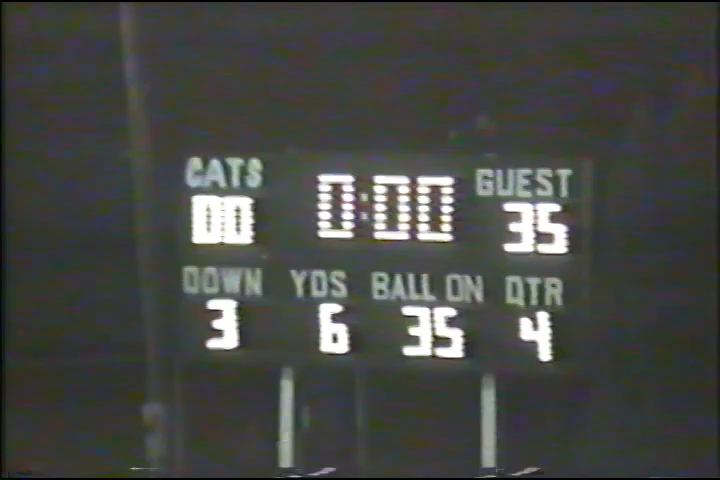 CATS 0:00 GUEST
00 35
DOWN YDS BALL ON QTR
3 6 35 4